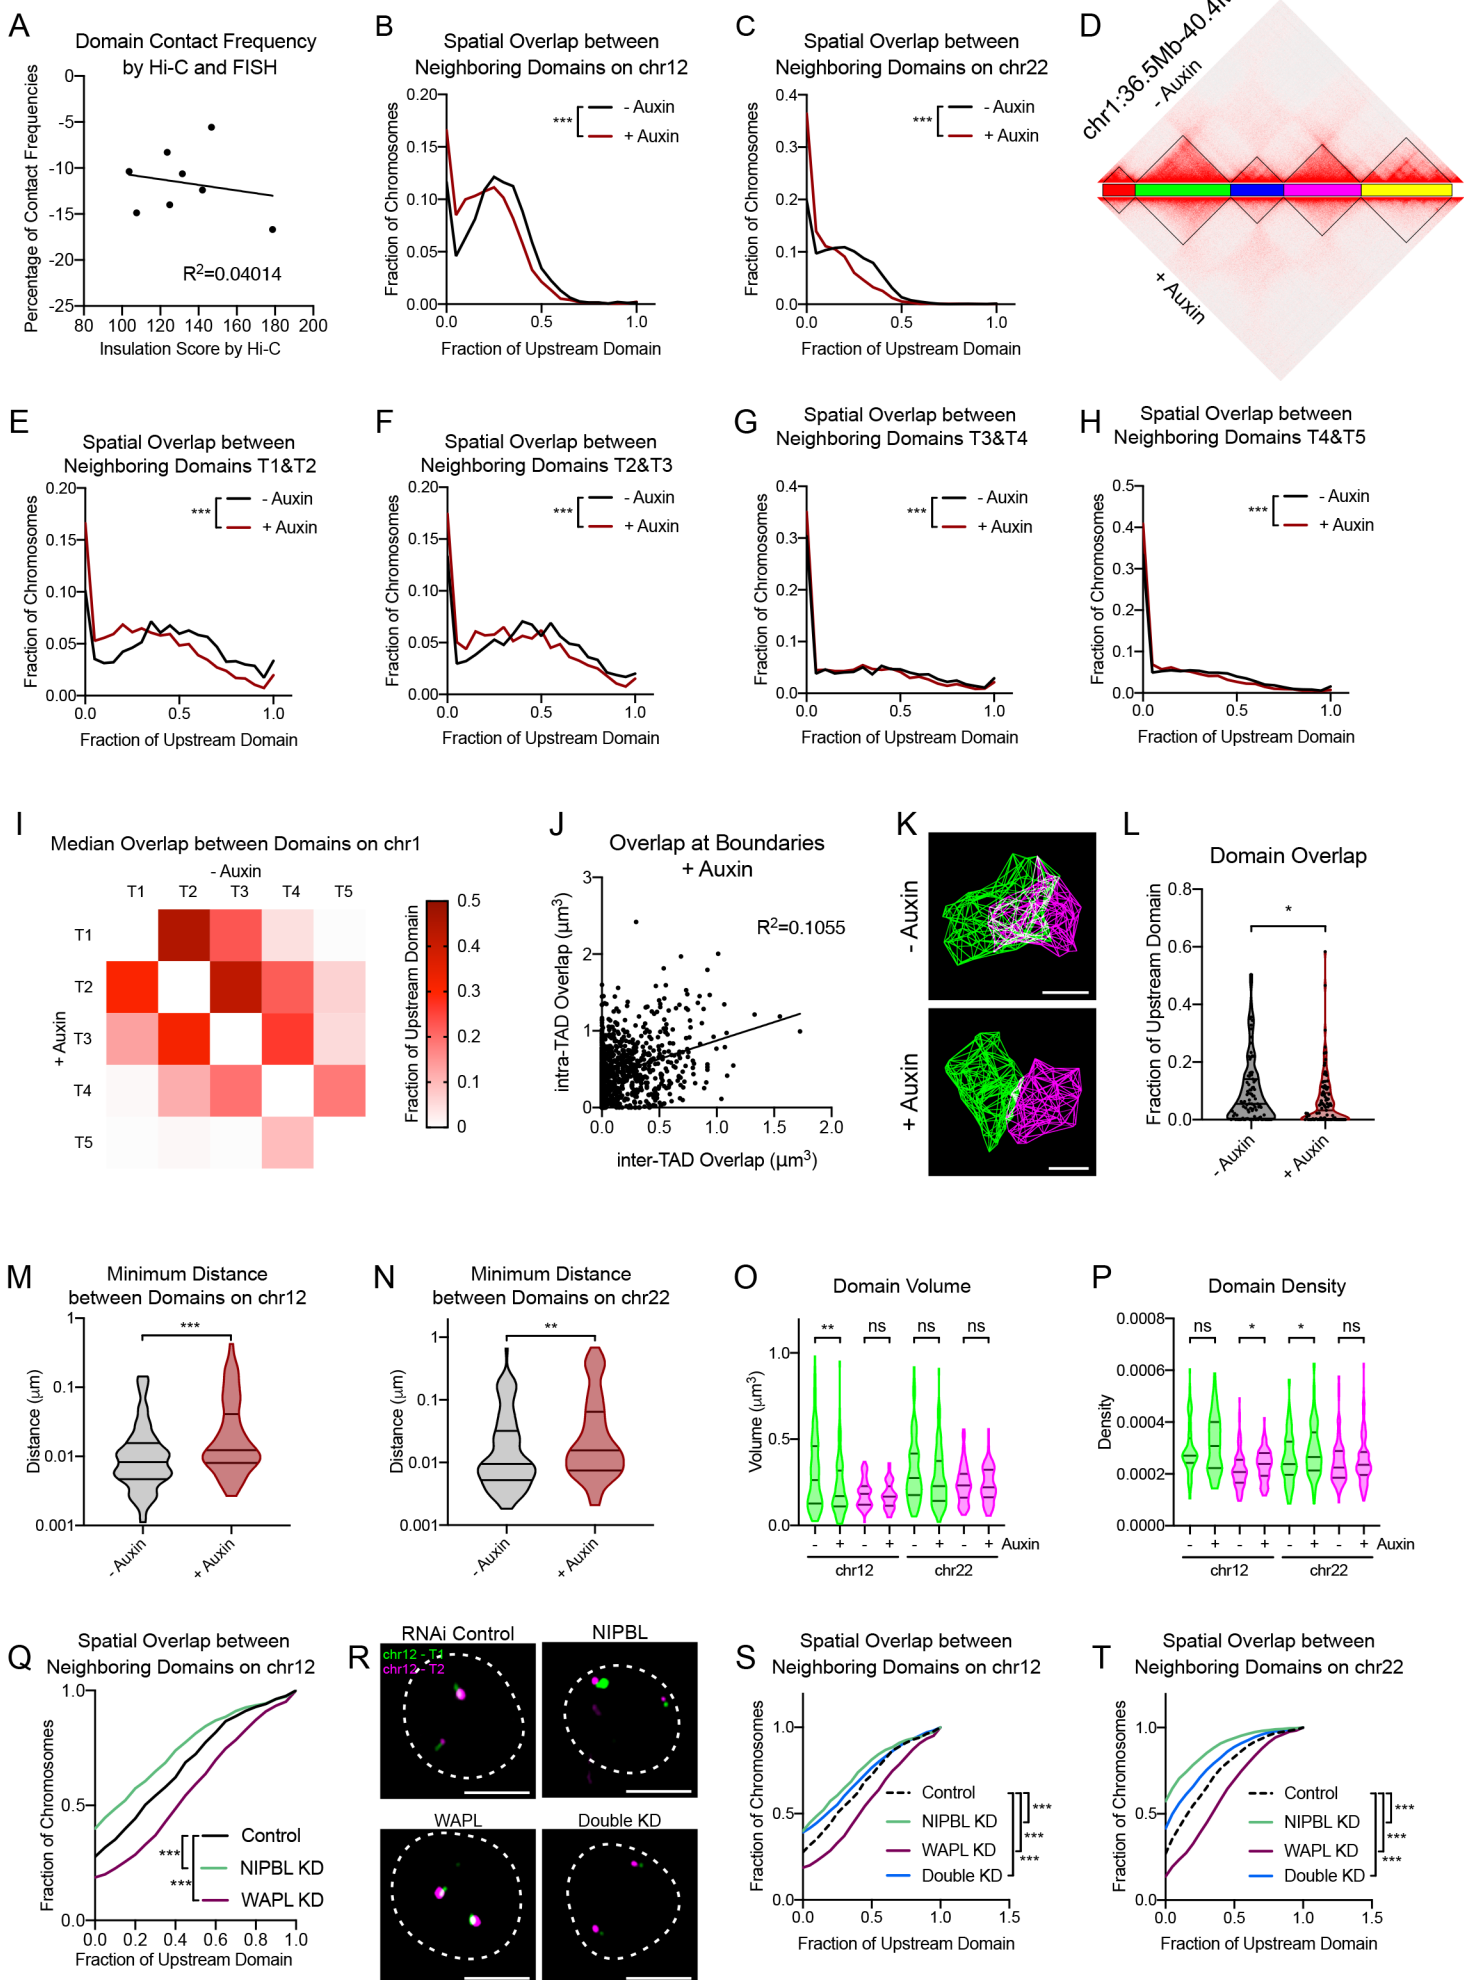 A
Domain Contact Frequency
by Hi-C and FISH
Percentage of Contact Frequencies
0
-5
-10
-15
-20
-25
R2=0.04014
80 100 120 140 160 180 200
Insulation Score by Hi-C
B
Spatial Overlap between
Neighboring Domains on chr12
Fraction of Chromosomes
0.20
0.15
0.10
0.05
0.00
*** - Auxin
+ Auxin
0.0 0.5 1.0
Fraction of Upstream Domain
C
Spatial Overlap between
Neighboring Domains on chr22
Fraction of Chromosomes
0.4
0.3
0.2
0.1
0.0
*** - Auxin
+ Auxin
0.0 0.5 1.0
Fraction of Upstream Domain
D
- Auxin
+ Auxin
E
Spatial Overlap between
Neighboring Domains T1&T2
Fraction of Chromosomes
0.20
0.15
0.10
0.05
0.00
*** - Auxin
+ Auxin
0.0 0.5 1.0
Fraction of Upstream Domain
F
Spatial Overlap between
Neighboring Domains T2&T3
Fraction of Chromosomes
0.20
0.15
0.10
0.05
0.00
*** - Auxin
+ Auxin
0.0 0.5 1.0
Fraction of Upstream Domain
G
Spatial Overlap between
Neighboring Domains T3&T4
Fraction of Chromosomes
0.4
0.3
0.2
0.1
0.0
*** - Auxin
+ Auxin
0.0 0.5 1.0
Fraction of Upstream Domain
H
Spatial Overlap between
Neighboring Domains T4&T5
Fraction of Chromosomes
0.5
0.4
0.3
0.2
0.1
0.0
*** - Auxin
+ Auxin
0.0 0.5 1.0
Fraction of Upstream Domain
I
Median Overlap between Domains on chr1
- Auxin
T1 T2 T3 T4 T5
+ Auxin
T1
T2
T3
T4
T5
Fraction of Upstream Domain
0.5
0.4
0.3
0.2
0.1
0
J
Overlap at Boundaries
+ Auxin
intra-TAD Overlap (µm3)
3
2
1
0
R2=0.1055
0.0 0.5 1.0 1.5 2.0
inter-TAD Overlap (µm3)
K
- Auxin
+ Auxin
L
Domain Overlap
Fraction of Upstream Domain
0.8
0.6
0.4
0.2
0.0
*
- Auxin + Auxin
M
Minimum Distance
between Domains on chr12
Distance (µm)
1
0.1
0.01
0.001
***
- Auxin + Auxin
N
Minimum Distance
between Domains on chr22
Distance (µm)
1
0.1
0.01
0.001
**
- Auxin + Auxin
O
Domain Volume
Volume (µm3)
1.0
0.5
0.0
** ns ns ns
- + - + - + - + Auxin
chr12 chr22
P
Domain Density
Density
0.0008
0.0006
0.0004
0.0002
0.0000
ns * * ns
- + - + - + - + Auxin
chr12 chr22
Q
Spatial Overlap between
Neighboring Domains on chr12
Fraction of Chromosomes
1.0
0.5
0.0
*** ***
Control
NIPBL KD
WAPL KD
0.0 0.2 0.4 0.6 0.8 1.0
Fraction of Upstream Domain
R
RNAi Control NIPBL
chr12 - T1
chr12 - T2
WAPL Double KD
S
Spatial Overlap between
Neighboring Domains on chr12
Fraction of Chromosomes
1.0
0.5
0.0
Control
NIPBL KD
WAPL KD
Double KD
***
***
***
0.0 0.5 1.0 1.5
Fraction of Upstream Domain
T
Spatial Overlap between
Neighboring Domains on chr22
Fraction of Chromosomes
1.0
0.5
0.0
Control
NIPBL KD
WAPL KD
Double KD
***
***
***
0.0 0.5 1.0 1.5
Fraction of Upstream Domain